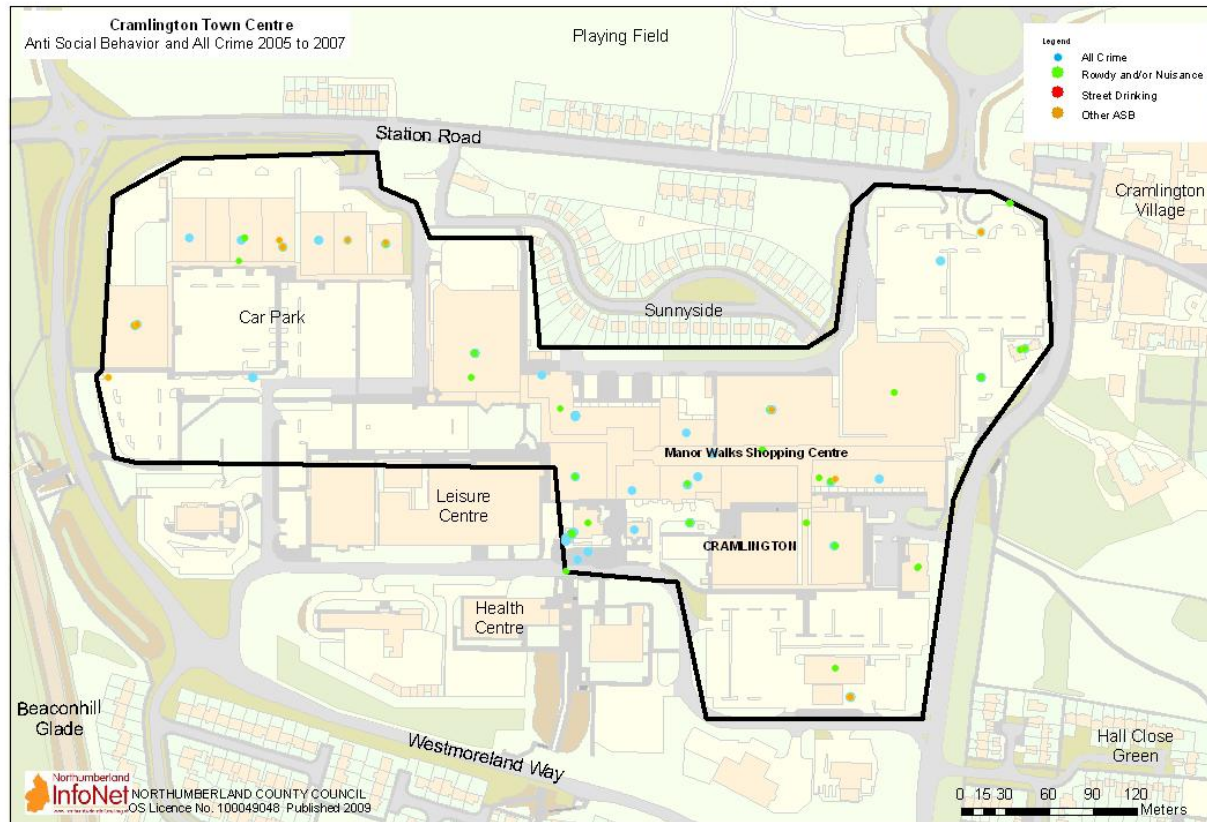 Cramlington Town Centre
Anti Social Behavior and All Crime 2005 to 2007
Playing Field
Legend
All Crime
Rowdy and/or Nuisance
Street Drinking
Other ASB
Station Road
Cramlington
Village
Sunnyside
Car Park
Manor Walks Shopping Centre
Leisure
Centre
CRAMLINGTON
Health
Centre
Beaconhill
Glade
Westmoreland Way
Hall Close
Green
Northumberland
InfoNet
NORTHUMBERLAND COUNTY COUNCIL
OS Licence No. 100049048 Published 2009
0 15 30 60 90 120
Meters